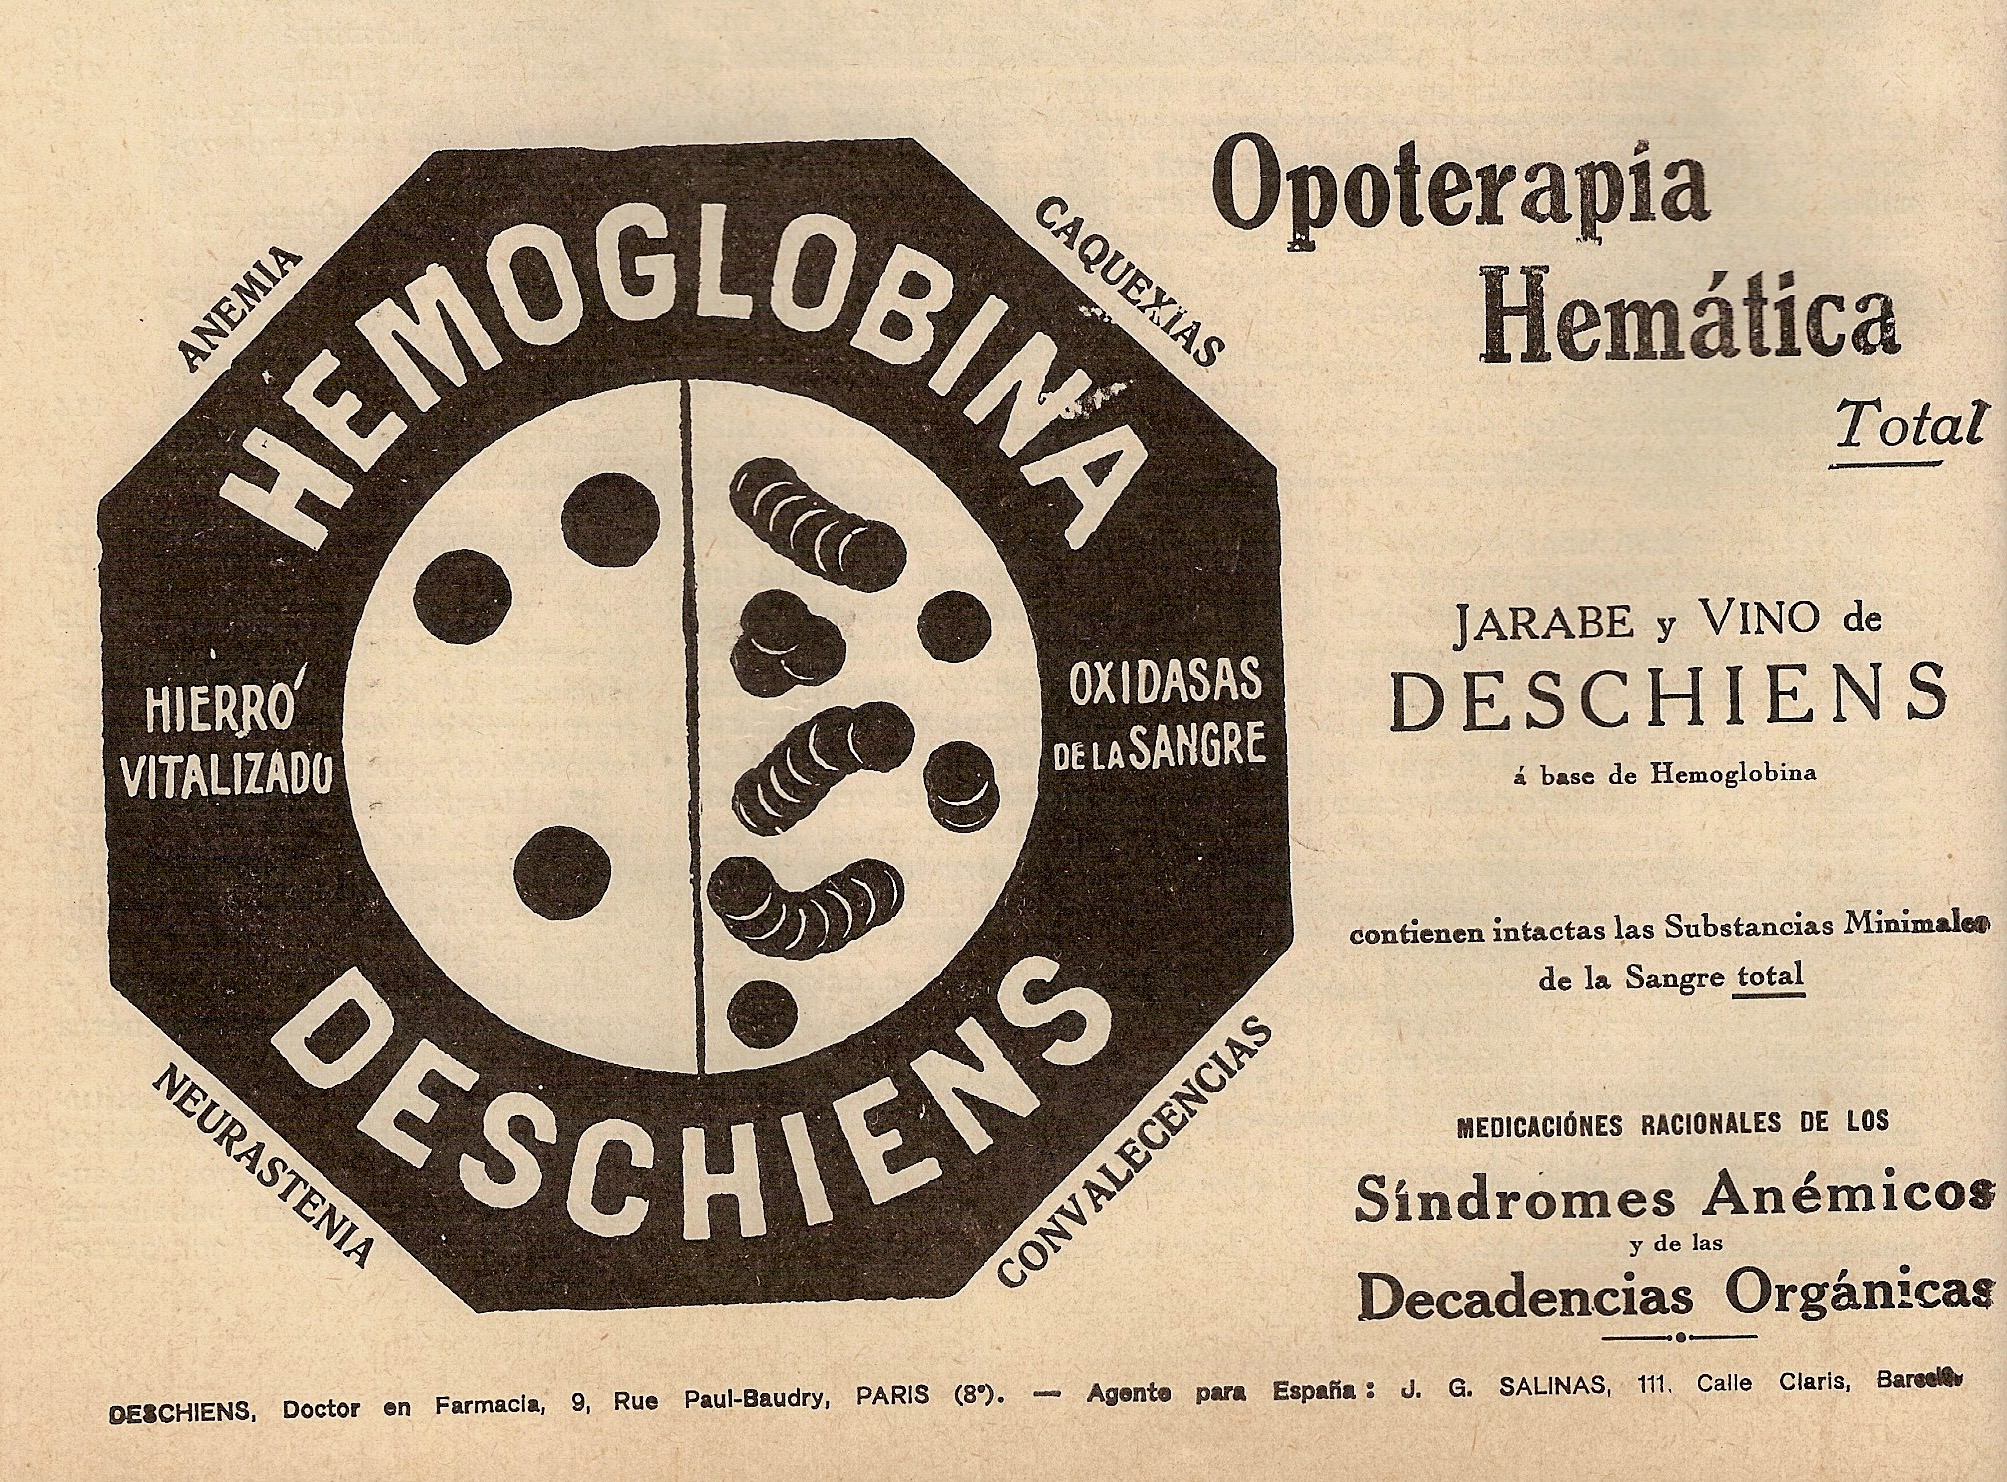 ANEMIA
CAQUEXIAS
HEMOGLOBINA
HIERRO
VITALIZADO
OXIDASAS
DE LA SANGRE
DESCHIENS
NEURASTENIA
CONVALECENCIAS
Opoterapia
Hemática
Total
JARABE y VINO de
DESCHIENS
á base de Hemoglobina
contienen intactas las Substancias Minimales
de la Sangre total
MEDICACIÓNES RACIONALES DE LOS
Síndromes Anémicos
y de las
Decadencias Orgánicas
DESCHIENS, Doctor en Farmacia, 9, Rue Paul-Baudry, PARIS (8º). — Agente para España: J. G. SALINAS, 111, Calle Claris,